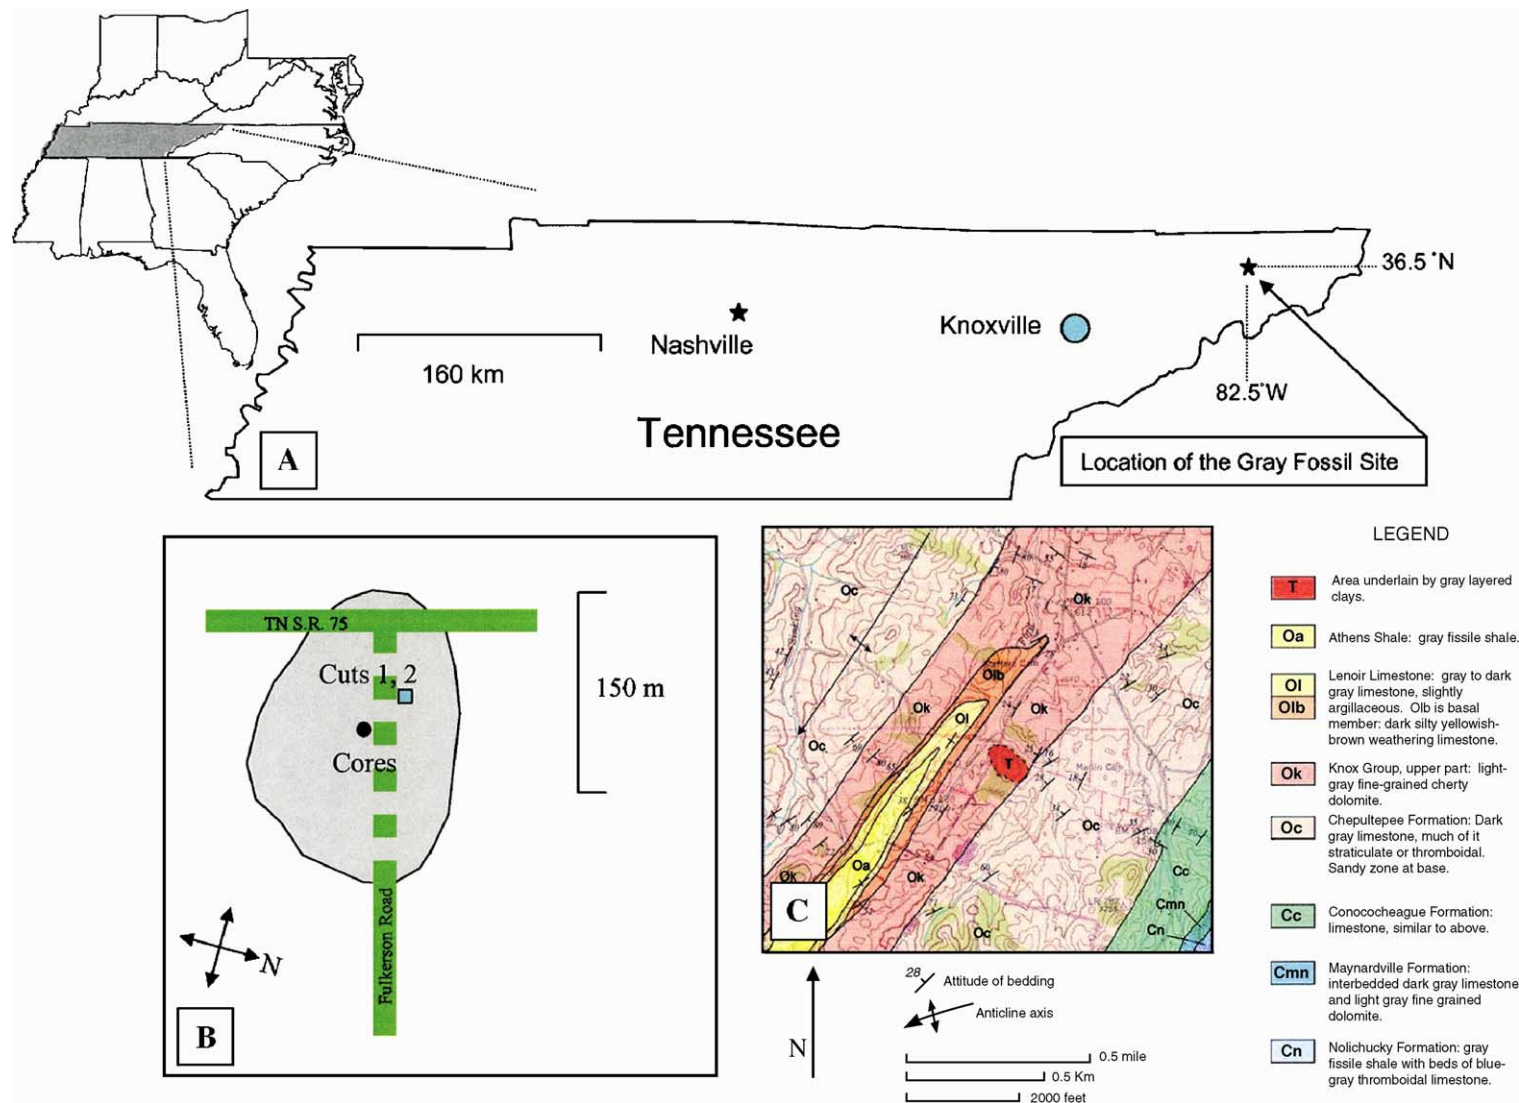 36.5°N
Nashville
Knoxville
160 km
82.5°W
Tennessee
A
Location of the Gray Fossil Site
TN S.R. 75
Cuts 1, 2
150 m
Cores
Fulkerson Road
N
B
Oc
Ok
Olb
Ok
Ok
Ol
Oc
Oc
T
Oc
Oa
Ok
Ok
Cc
Cmn
Cn
Oc
C
N
28
Attitude of bedding
Anticline axis
0.5 mile
0.5 Km
2000 feet
LEGEND
T
Area underlain by gray layered
clays.
Oa
Athens Shale: gray fissile shale.
Ol
Olb
Lenoir Limestone: gray to dark
gray limestone, slightly
argillaceous. Olb is basal
member: dark silty yellowish-
brown weathering limestone.
Ok
Knox Group, upper part: light-
gray fine-grained cherty
dolomite.
Oc
Chepultepee Formation: Dark
gray limestone, much of it
straticulate or thromboidal.
Sandy zone at base.
Cc
Conococheague Formation:
limestone, similar to above.
Cmn
Maynardville Formation:
interbedded dark gray limestone
and light gray fine grained
dolomite.
Cn
Nolichucky Formation: gray
fissile shale with beds of blue-
gray thromboidal limestone.